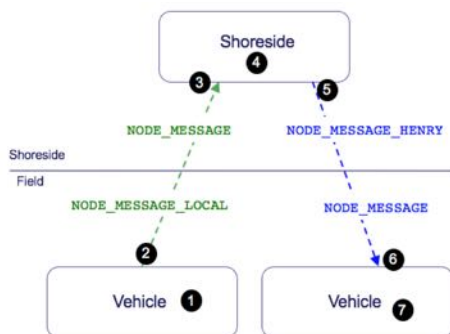 Shoreside
4
3
5
NODE_MESSAGE
NODE_MESSAGE_HENRY
Shoreside
Field
NODE_MESSAGE_LOCAL
NODE_MESSAGE
2
6
Vehicle 1
Vehicle 7